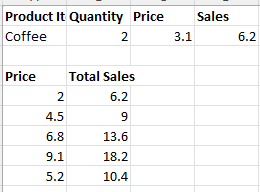 Product It Quantity Price Sales
Coffee 2 3.1 6.2
Price Total Sales
2 6.2
4.5 9
6.8 13.6
9.1 18.2
5.2 10.4